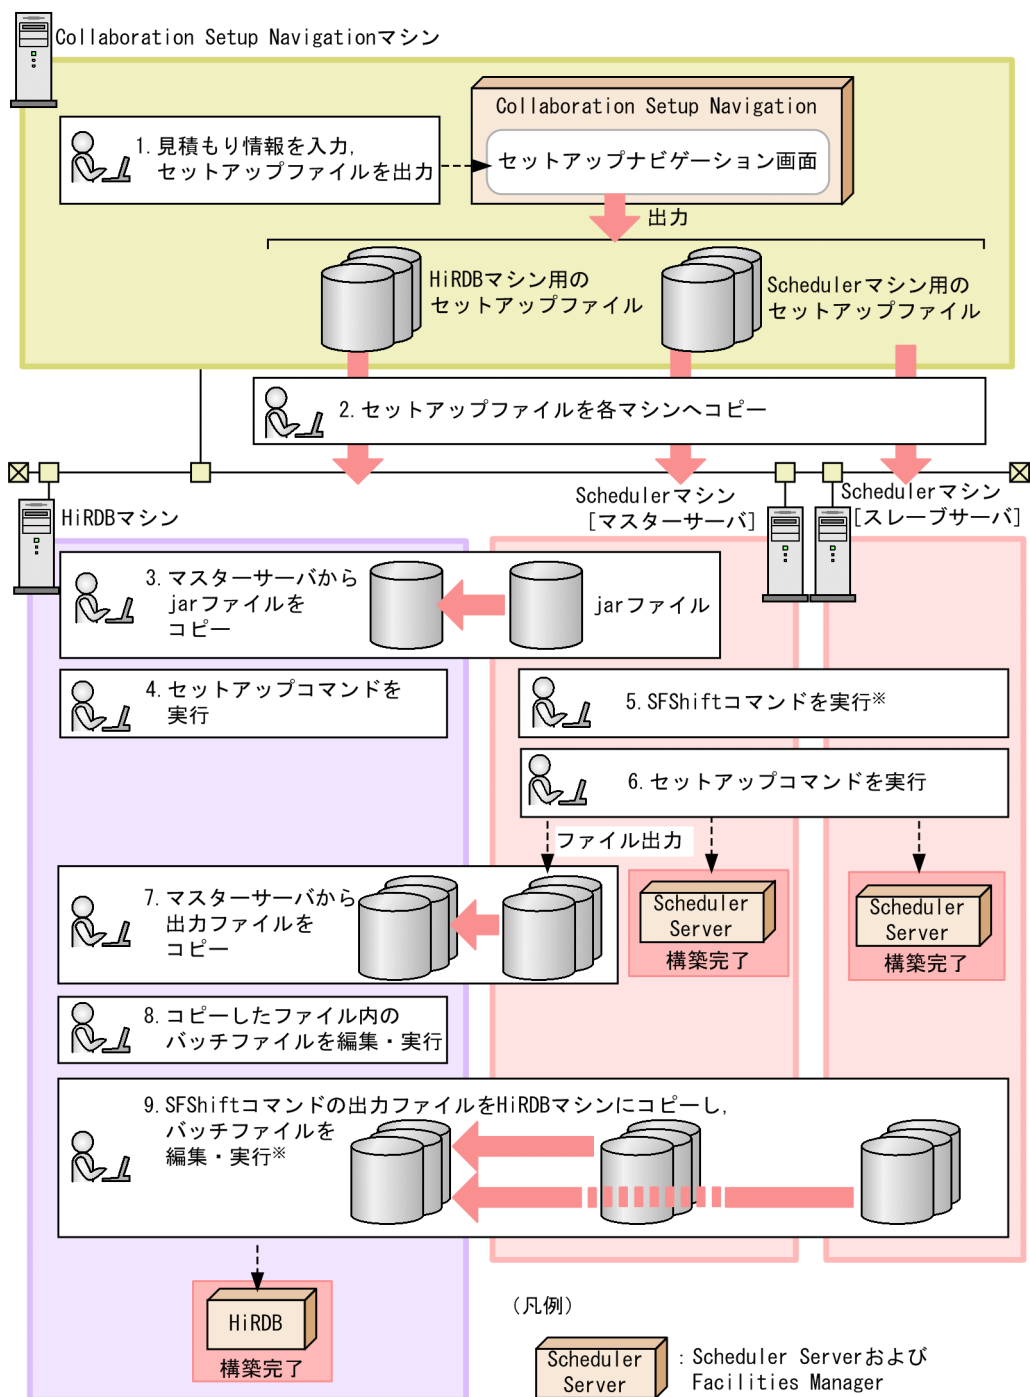 Collaboration Setup Navigationマシン
Collaboration Setup Navigation
1. 見積もり情報を入力,
セットアップファイルを出力
セットアップナビゲーション画面
出力
HiRDBマシン用の
セットアップファイル
Schedulerマシン用の
セットアップファイル
2. セットアップファイルを各マシンへコピー
HiRDBマシン
Schedulerマシン
[マスターサーバ]
Schedulerマシン
[スレーブサーバ]
3. マスターサーバから
jarファイルを
コピー
jarファイル
4. セットアップコマンドを
実行
5. SFShiftコマンドを実行※
6. セットアップコマンドを実行
ファイル出力
7. マスターサーバから
出力ファイルを
コピー
Scheduler
Server
構築完了
Scheduler
Server
構築完了
8. コピーしたファイル内の
バッチファイルを編集・実行
9. SFShiftコマンドの出力ファイルをHiRDBマシンにコピーし,
バッチファイルを
編集・実行※
HiRDB
構築完了
(凡例)
Scheduler
Server
: Scheduler Serverおよび
Facilities Manager